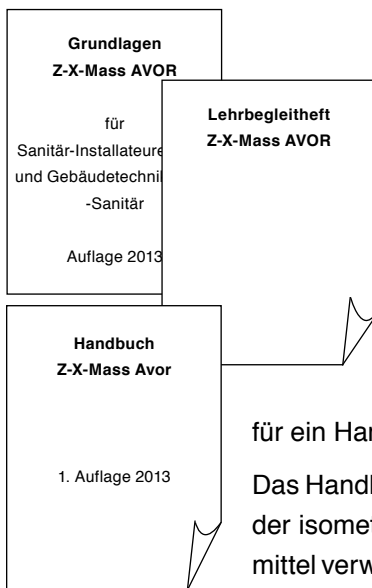 Grundlagen
Z-X-Mass AVOR
für
Sanitär-Installateure
und Gebäudetechni
-Sanitär
Auflage 2013
Lehrbegleitheft
Z-X-Mass AVOR
Handbuch
Z-X-Mass Avor
1. Auflage 2013
für ein Har
Das Handl
der isomet
mittel verw